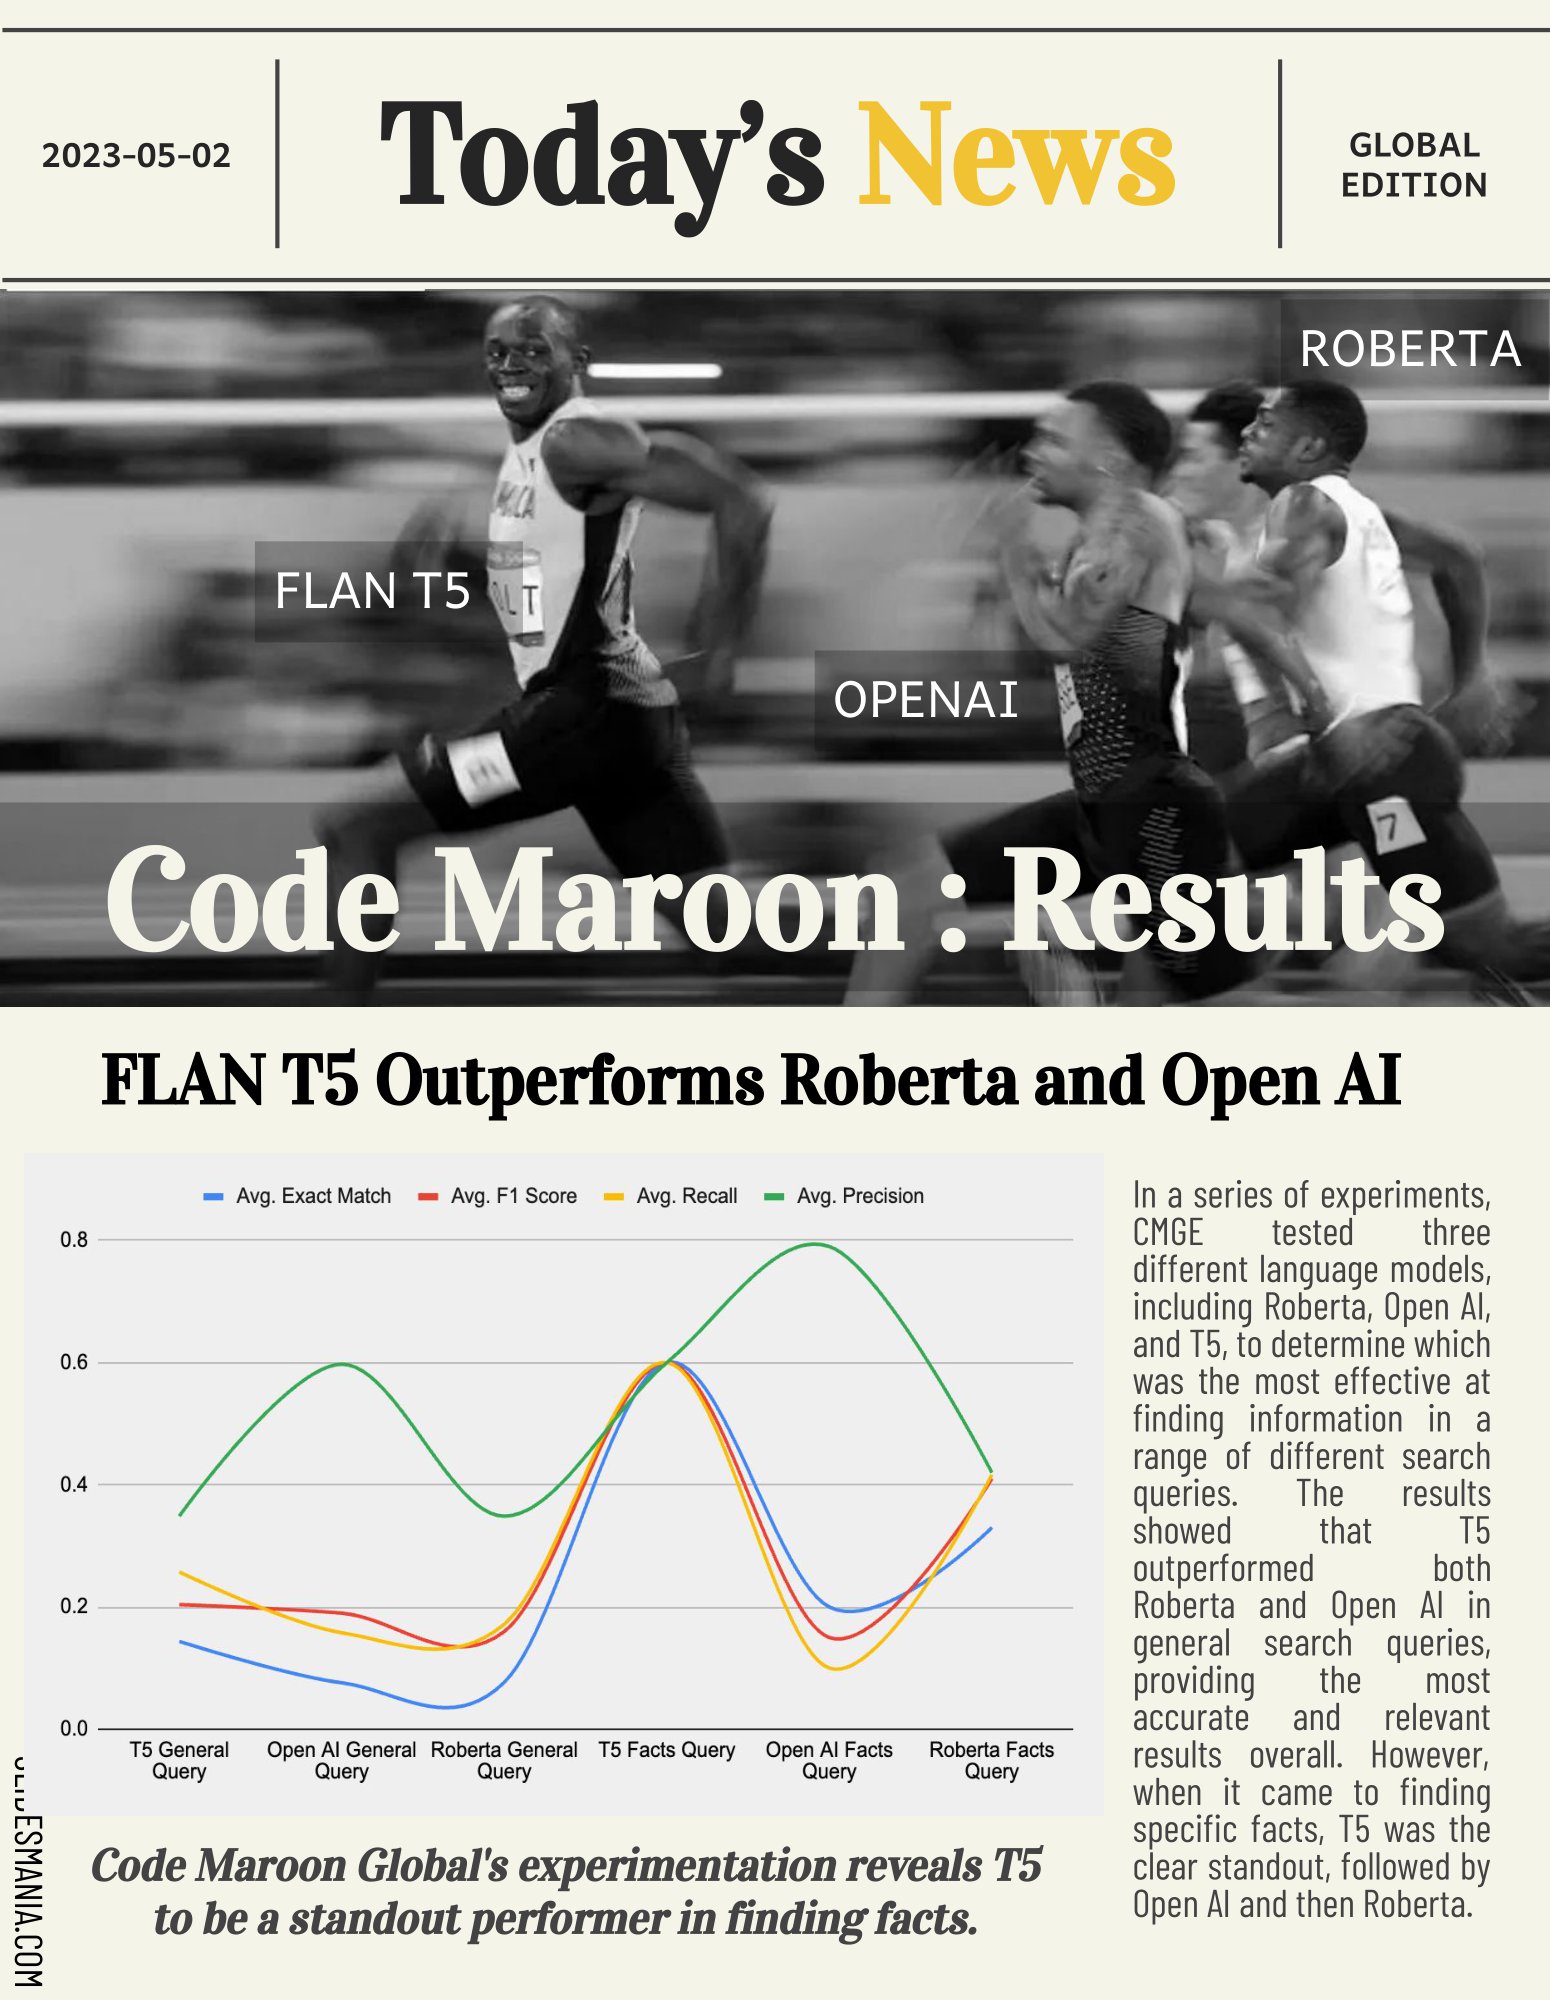 2023-05-02
Today's News
GLOBAL
EDITION
ROBERTA
FLAN T5
OLT
OPENAI
7
Code Maroon : Results
FLAN T5 Outperforms Roberta and Open AI
Avg. Exact Match Avg. F1 Score Avg. Recall Avg. Precision
0.8
0.6
0.4
0.2
0.0
T5 General
Query
Open AI General
Query
Roberta General
Query
T5 Facts Query
Open AI Facts
Query
Roberta Facts
Query
Code Maroon Global's experimentation reveals T5
to be a standout performer in finding facts.
In a series of experiments,
CMGE tested three
different language models,
including Roberta, Open AI,
and T5, to determine which
was the most effective at
finding information in a
range of different search
queries. The results
showed that T5
outperformed both
Roberta and Open AI in
general search queries,
providing the most
accurate and relevant
results overall. However,
when it came to finding
specific facts, T5 was the
clear standout, followed by
Open AI and then Roberta.
SLIDESMANIA.COM